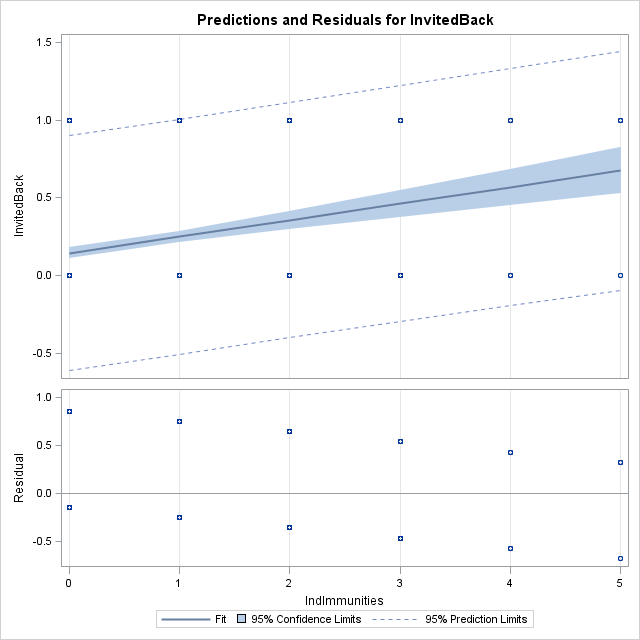 Predictions and Residuals for InvitedBack
1.5
1.0
0.5
0.0
-0.5
InvitedBack
1.0
0.5
0.0
-0.5
Residual
0 1 2 3 4 5
IndImmunities
Fit 95% Confidence Limits 95% Prediction Limits